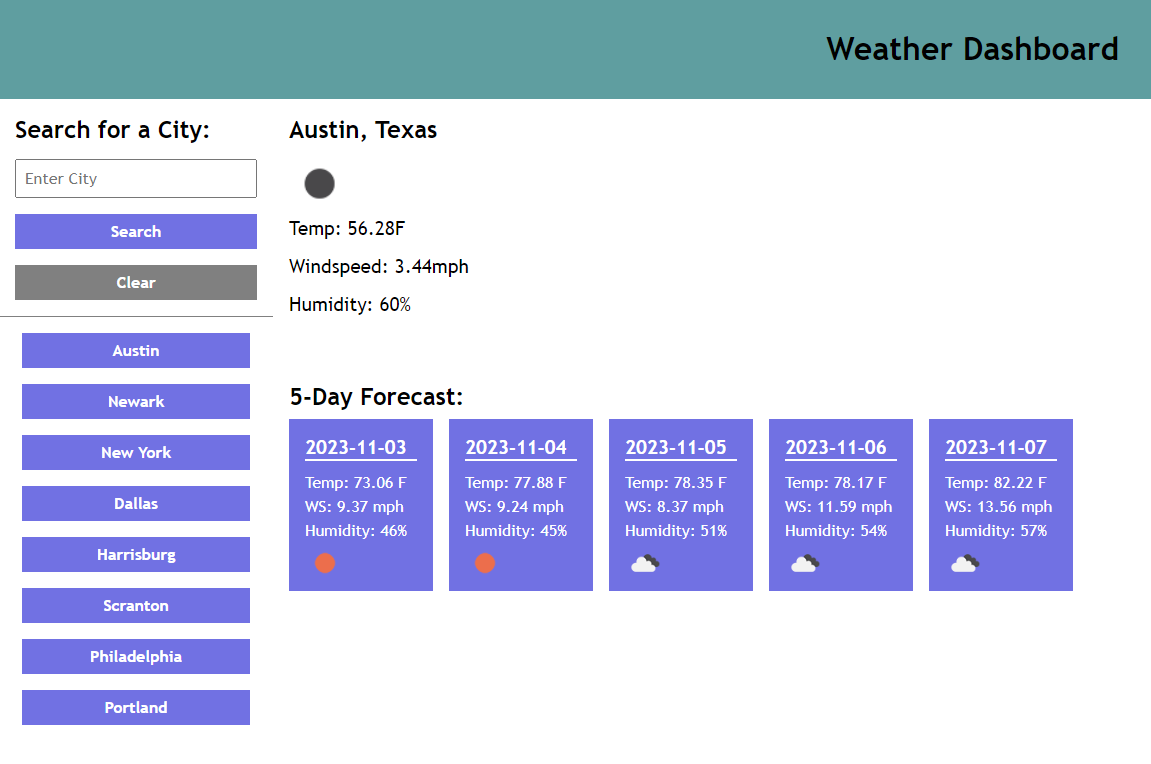 Weather Dashboard
Search for a City:
Enter City
Search
Clear
Austin
Newark
New York
Dallas
Harrisburg
Scranton
Philadelphia
Portland
Austin, Texas
Temp: 56.28F
Windspeed: 3.44mph
Humidity: 60%
5-Day Forecast:
2023-11-03
Temp: 73.06 F
WS: 9.37 mph
Humidity: 46%
2023-11-04
Temp: 77.88 F
WS: 9.24 mph
Humidity: 45%
2023-11-05
Temp: 78.35 F
WS: 8.37 mph
Humidity: 51%
2023-11-06
Temp: 78.17 F
WS: 11.59 mph
Humidity: 54%
2023-11-07
Temp: 82.22 F
WS: 13.56 mph
Humidity: 57%